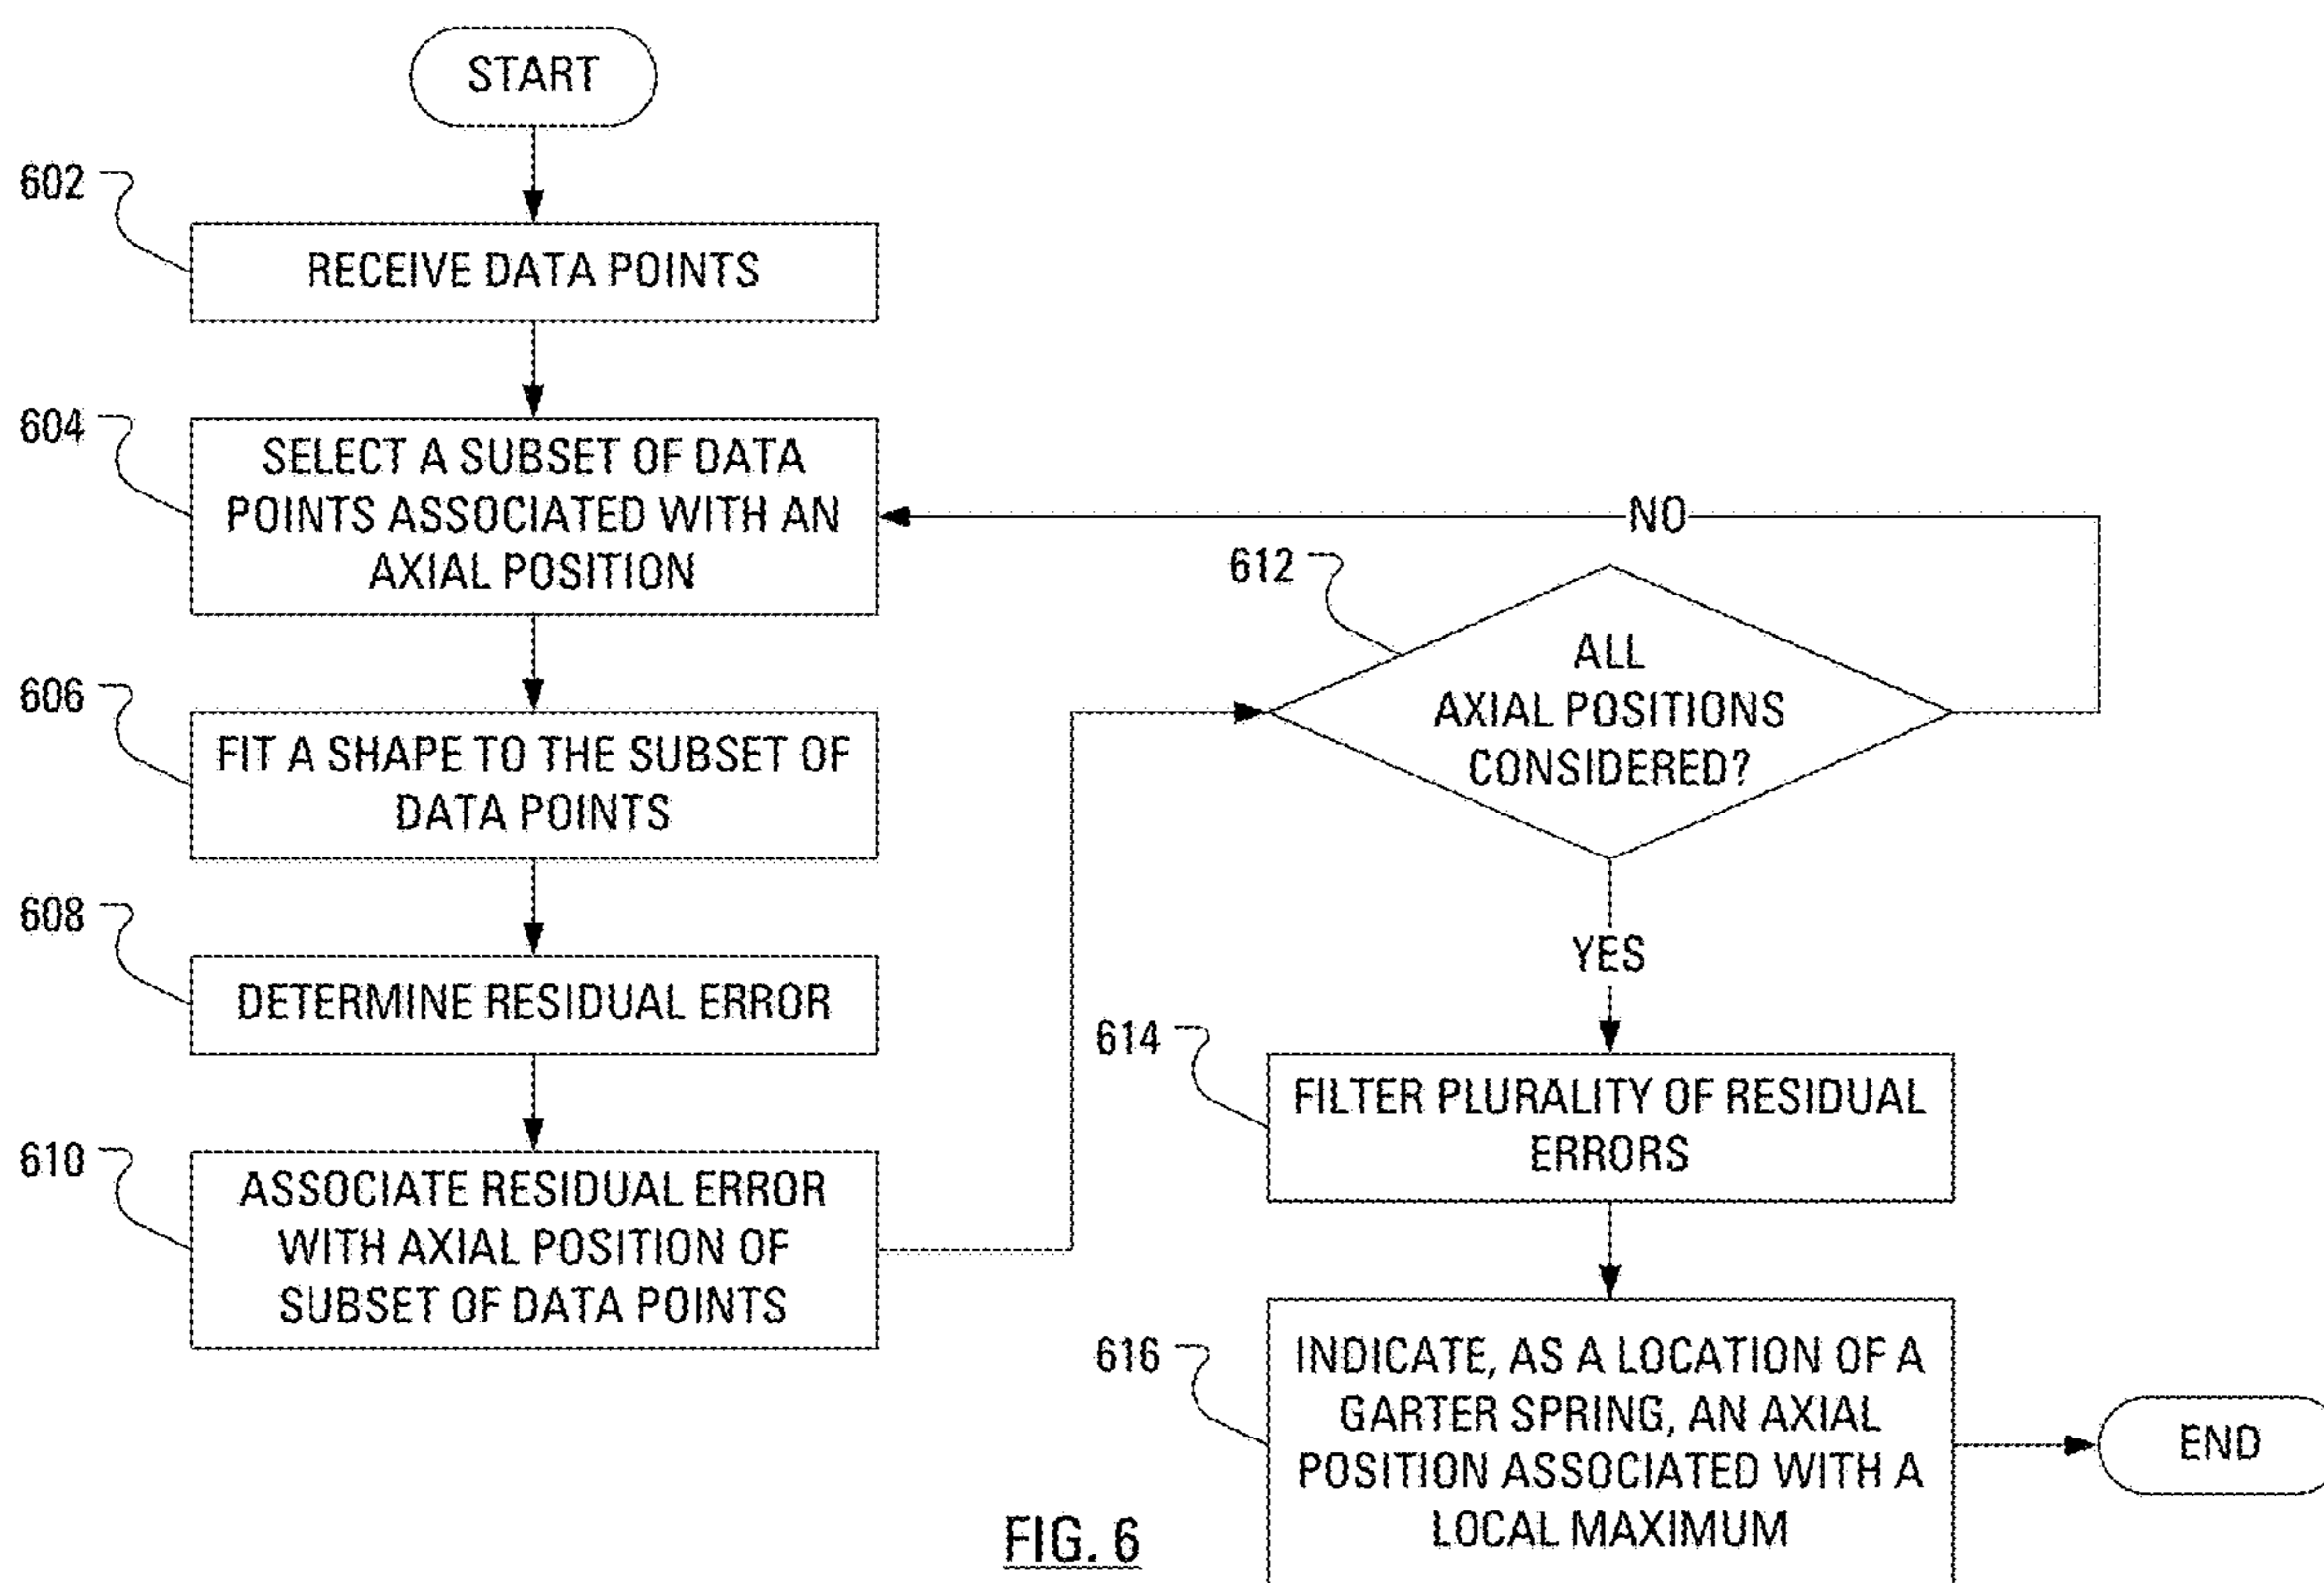 START
602
RECEIVE DATA POINTS
604
SELECT A SUBSET OF DATA
POINTS ASSOCIATED WITH AN
AXIAL POSITION
606
FIT A SHAPE TO THE SUBSET OF
DATA POINTS
608
DETERMINE RESIDUAL ERROR
610
ASSOCIATE RESIDUAL ERROR
WITH AXIAL POSITION OF
SUBSET OF DATA POINTS
NO
612
ALL
AXIAL POSITIONS
CONSIDERED?
YES
614
FILTER PLURALITY OF RESIDUAL
ERRORS
616
INDICATE, AS A LOCATION OF A
GARTER SPRING, AN AXIAL
POSITION ASSOCIATED WITH A
LOCAL MAXIMUM
END
FIG. 6